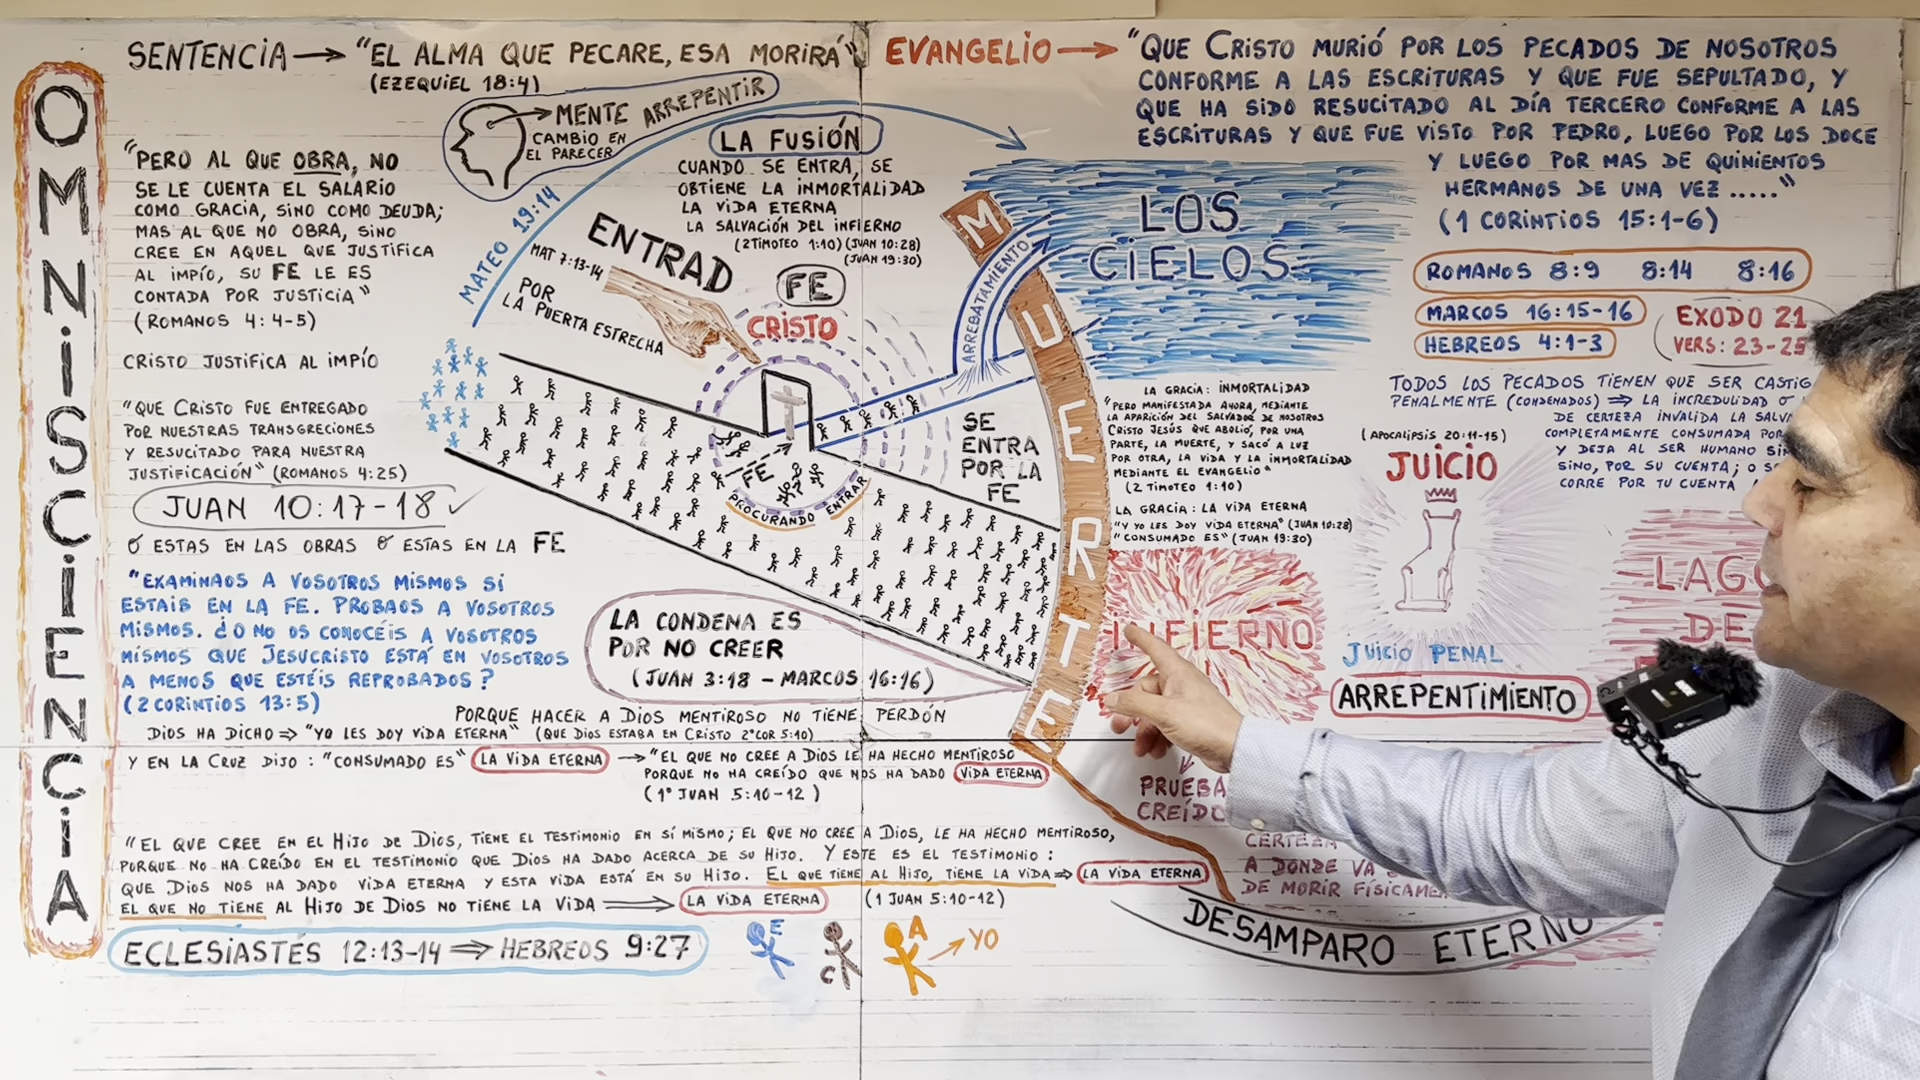 OMNISCIENCIA
SENTENCIA → "EL ALMA QUE PECARE, ESA MORIRÁ"
(EZEQUIEL 18:4)
MENTE ARREPENTIR
CAMBIO EN
EL PARECER
"PERO AL QUE OBRA, NO
SE LE CUENTA EL SALARIO
COMO GRACIA, SINO COMO DEUDA;
MAS AL QUE NO OBRA, SINO
CREE EN AQUEL QUE JUSTIFICA
AL IMPÍO, SU FE LE ES
CONTADA POR JUSTICIA"
(ROMANOS 4:4-5)
CRISTO JUSTIFICA AL IMPÍO
"QUE CRISTO FUE ENTREGADO
POR NUESTRAS TRANSGRECIONES
Y RESUCITADO PARA NUESTRA
JUSTIFICACIÓN" (ROMANOS 4:25)
JUAN 10:17-18 ✓
Ó ESTAS EN LAS OBRAS Ó ESTAS EN LA FE
"EXAMINAOS A VOSOTROS MISMOS SI
ESTAIS EN LA FE. PROBAOS A VOSOTROS
MISMOS. ¿O NO OS CONOCÉIS A VOSOTROS
MISMOS QUE JESUCRISTO ESTÁ EN VOSOTROS
A MENOS QUE ESTÉIS REPROBADOS?
(2 CORINTIOS 13:5)
MATEO 19:14
LA FUSIÓN
CUANDO SE ENTRA, SE
OBTIENE LA INMORTALIDAD
LA VIDA ETERNA
LA SALVACIÓN DEL INFIERNO
(2 TIMOTEO 1:10) (JUAN 10:28)
(JUAN 19:30)
ENTRAD
MAT 7:13-14
POR
LA PUERTA ESTRECHA
FE
CRISTO
FE
PROCURANDO ENTRAR
SE
ENTRA
POR LA
FE
ARREBATAMIENTO
MUERTE
LA CONDENA ES
POR NO CREER
(JUAN 3:18 - MARCOS 16:16)
PORQUE HACER A DIOS MENTIROSO NO TIENE PERDÓN
DIOS HA DICHO ⇒ "YO LES DOY VIDA ETERNA" (QUE DIOS ESTABA EN CRISTO 2°COR 5:10)
Y EN LA CRUZ DIJO: "CONSUMADO ES" LA VIDA ETERNA → "EL QUE NO CREE A DIOS LE HA HECHO MENTIROSO
PORQUE NO HA CREÍDO QUE NOS HA DADO VIDA ETERNA
(1° JUAN 5:10-12)
"EL QUE CREE EN EL HIJO DE DIOS, TIENE EL TESTIMONIO EN SÍ MISMO; EL QUE NO CREE A DIOS, LE HA HECHO MENTIROSO,
PORQUE NO HA CREÍDO EN EL TESTIMONIO QUE DIOS HA DADO ACERCA DE SU HIJO. Y ESTE ES EL TESTIMONIO:
QUE DIOS NOS HA DADO VIDA ETERNA Y ESTA VIDA ESTÁ EN SU HIJO. EL QUE TIENE AL HIJO, TIENE LA VIDA ⇒ LA VIDA ETERNA
EL QUE NO TIENE AL HIJO DE DIOS NO TIENE LA VIDA ⇒ LA VIDA ETERNA (1 JUAN 5:10-12)
ECLESIASTÉS 12:13-14 ⇒ HEBREOS 9:27
E
C
A → YO
EVANGELIO → "QUE CRISTO MURIÓ POR LOS PECADOS DE NOSOTROS
CONFORME A LAS ESCRITURAS Y QUE FUE SEPULTADO, Y
QUE HA SIDO RESUCITADO AL DÍA TERCERO CONFORME A LAS
ESCRITURAS Y QUE FUE VISTO POR PEDRO, LUEGO POR LOS DOCE
Y LUEGO POR MAS DE QUINIENTOS
HERMANOS DE UNA VEZ ....."
(1 CORINTIOS 15:1-6)
LOS
CIELOS
ROMANOS 8:9 8:14 8:16
MARCOS 16:15-16
HEBREOS 4:1-3
EXODO 21
VERS: 23-25
TODOS LOS PECADOS TIENEN QUE SER CASTIG
PENALMENTE (CONDENADOS) ⇒ LA INCREDULIDAD O
DE CERTEZA INVALIDA LA SALV
COMPLETAMENTE CONSUMADA POR
Y DEJA AL SER HUMANO SIN
SINO, POR SU CUENTA; O S
CORRE POR TU CUENTA
LA GRACIA: INMORTALIDAD
"PERO MANIFESTADA AHORA, MEDIANTE
LA APARICIÓN DEL SALVADOR DE NOSOTROS
CRISTO JESÚS QUE ABOLIÓ, POR UNA
PARTE, LA MUERTE, Y SACÓ A LUZ
POR OTRA, LA VIDA Y LA INMORTALIDAD
MEDIANTE EL EVANGELIO"
(2 TIMOTEO 1:10)
LA GRACIA: LA VIDA ETERNA
"Y YO LES DOY VIDA ETERNA" (JUAN 10:28)
"CONSUMADO ES" (JUAN 19:30)
(APOCALIPSIS 20:11-15)
JUICIO
JUICIO PENAL
ARREPENTIMIENTO
INFIERNO
LAGO
DE
PRUEBA
CREÍDO
CERTEZA
A DONDE VA
DE MORIR FÍSICAME
DESAMPARO ETERNO